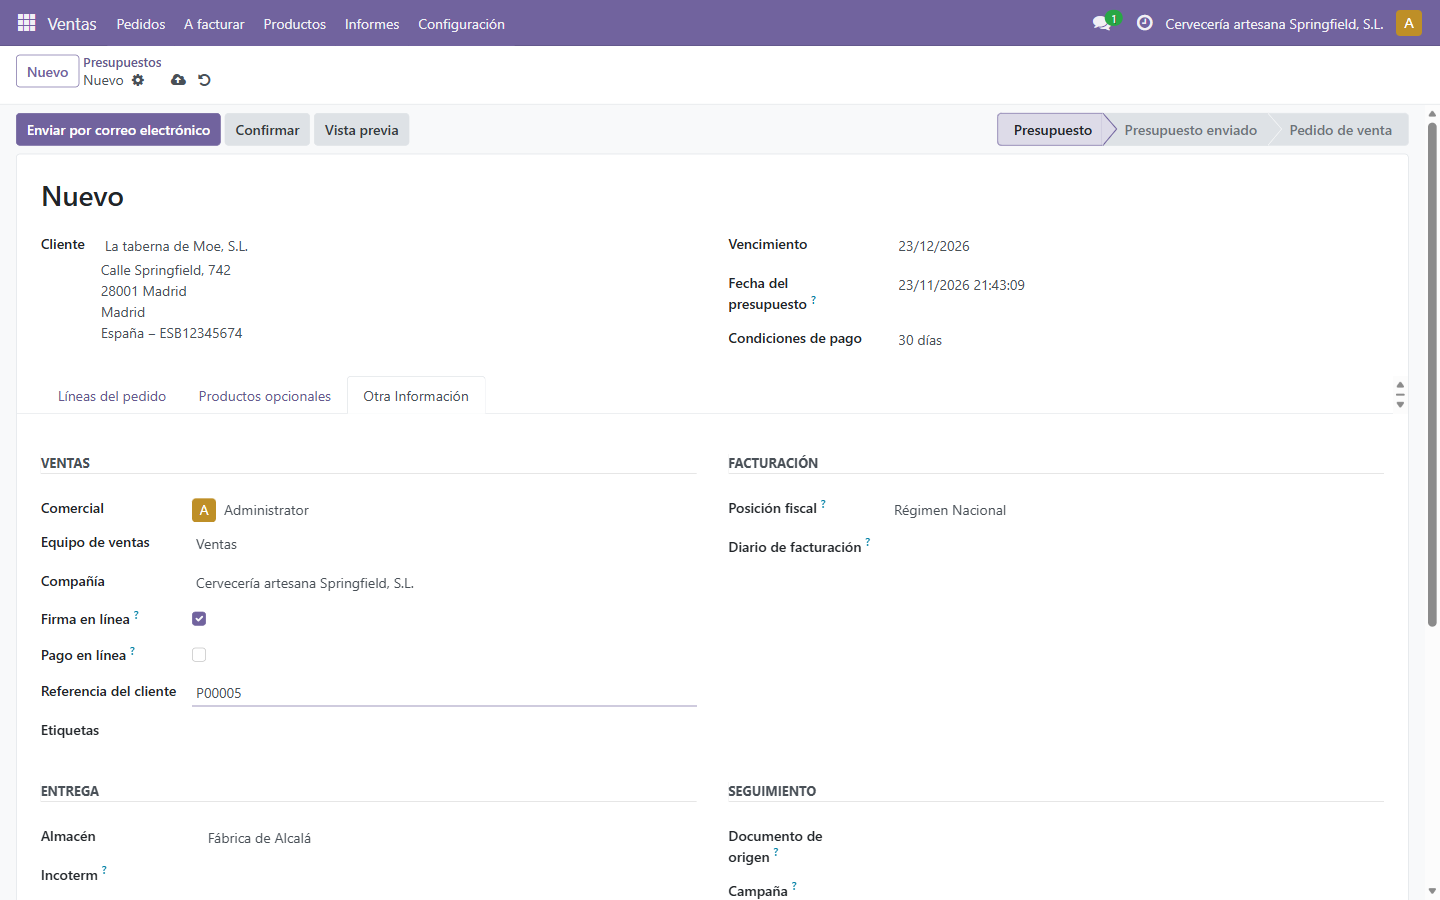 Ventas Pedidos A facturar Productos Informes Configuración 1 Cervecería artesana Springfield, S.L. A
Nuevo Presupuestos
Nuevo
Enviar por correo electrónico Confirmar Vista previa Presupuesto Presupuesto enviado Pedido de venta
Nuevo
Cliente La taberna de Moe, S.L.
Calle Springfield, 742
28001 Madrid
Madrid
España – ESB12345674
Vencimiento 23/12/2026
Fecha del
presupuesto ? 23/11/2026 21:43:09
Condiciones de pago 30 días
Líneas del pedido Productos opcionales Otra Información
VENTAS
Comercial A Administrator
Equipo de ventas Ventas
Compañía Cervecería artesana Springfield, S.L.
Firma en línea ?
Pago en línea ?
Referencia del cliente P00005
Etiquetas
FACTURACIÓN
Posición fiscal ? Régimen Nacional
Diario de facturación ?
ENTREGA
Almacén Fábrica de Alcalá
Incoterm ?
SEGUIMIENTO
Documento de
origen ?
Campaña ?